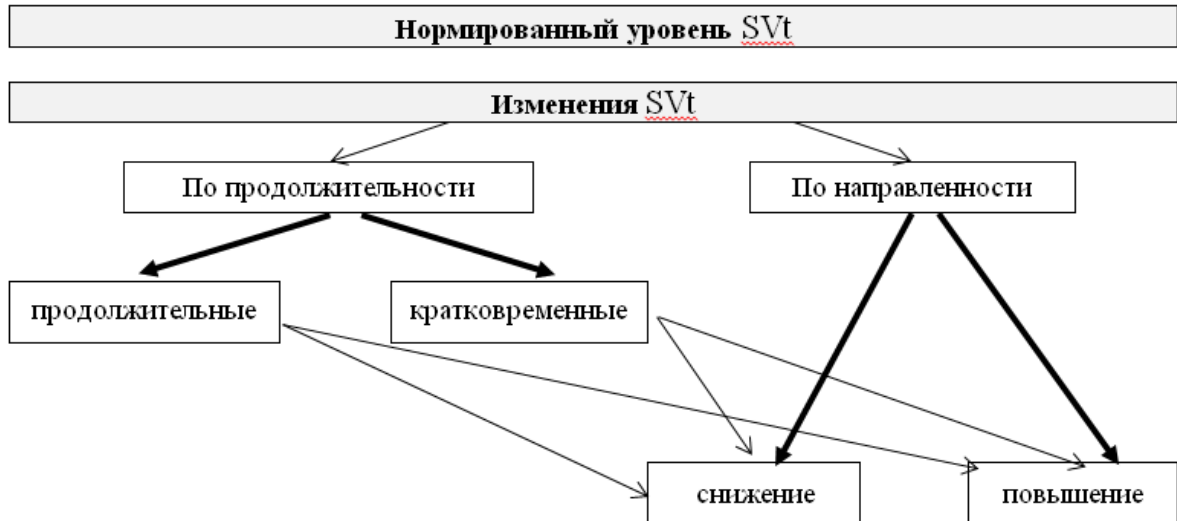 Нормированный уровень SVt
Изменения SVt
По продолжительности
По направленности
продолжительные
кратковременные
снижение
повышение